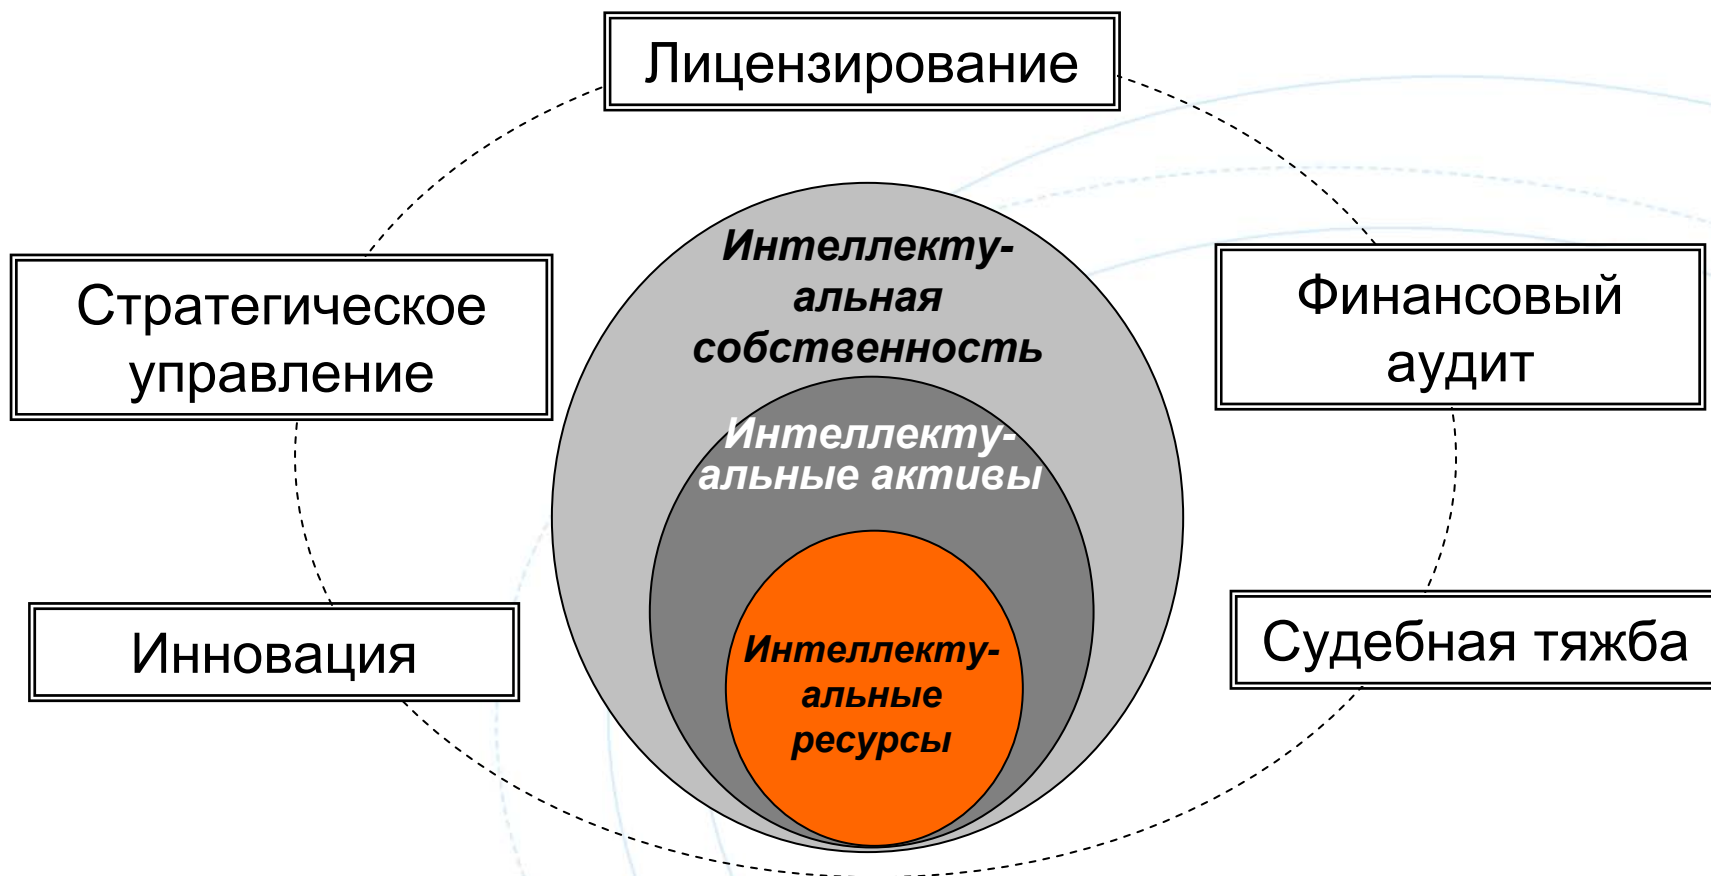 Лицензирование
Стратегическое
управление
Интеллекту-
альная
собственность
Финансовый
аудит
Интеллекту-
альные активы
Инновация
Интеллекту-
альные
ресурсы
Судебная тяжба